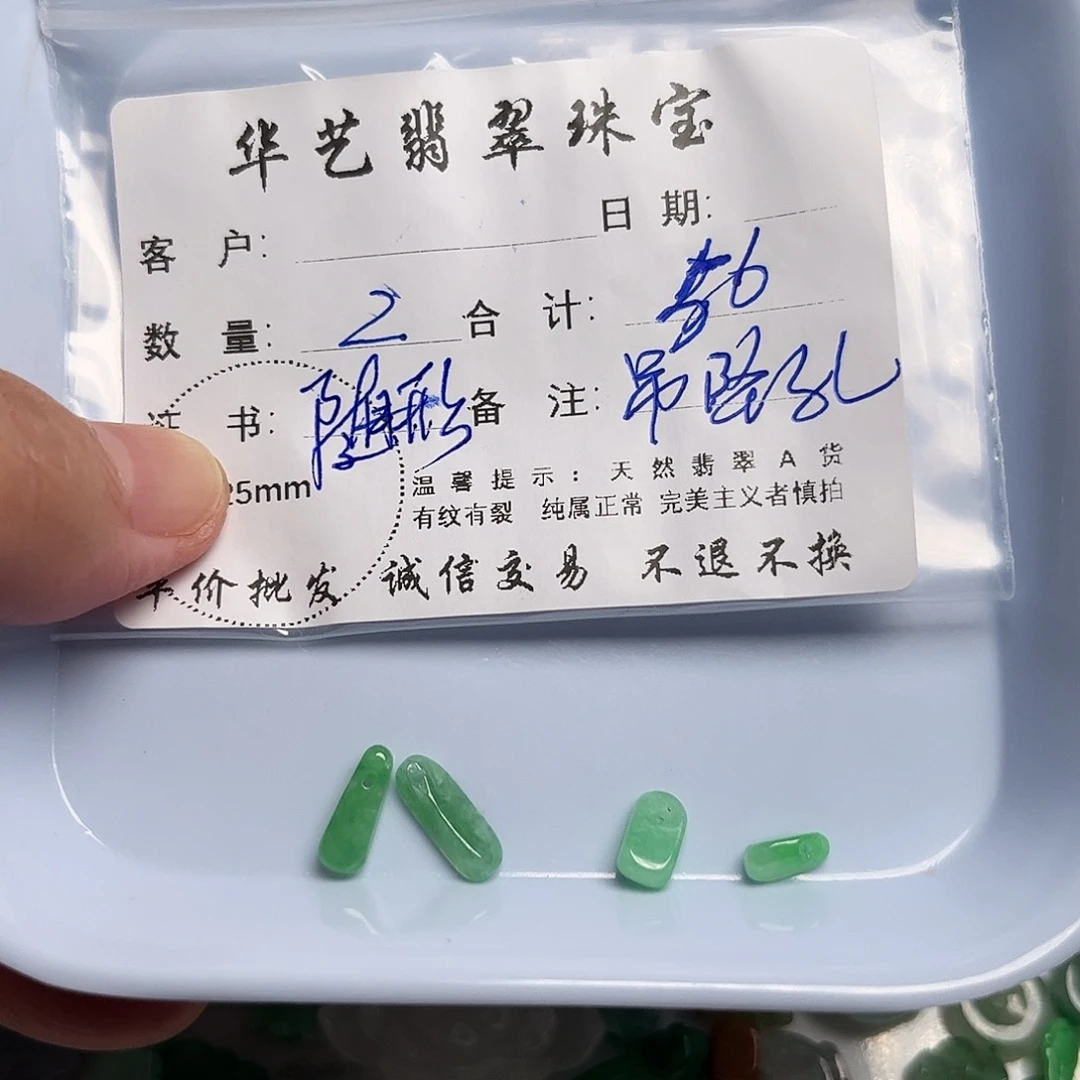 华艺翡翠珠宝
客户: 日期:
数量: 2 合计:
证书: 随形 备注: 吊坠孔
25mm 温馨提示: 天然翡翠A货
有纹有裂 纯属正常 完美主义者慎拍
价批发 诚信交易 不退不换